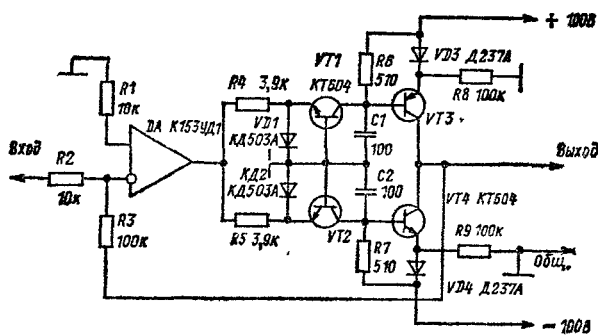 + 100В
R6
510
VD3 Д237А
R8 100к
VT1
КТ604
R4 3,9к
R1
10к
DA К153УД1
VD1
КД503А
C1
100
VT3
Вход
R2
10к
КД2
КД503А
C2
100
Выход
VT4 КТ604
R3
100к
R5 3,9к
VT2
R7
510
R9 100к
Общ.
VD4 Д237А
- 100В